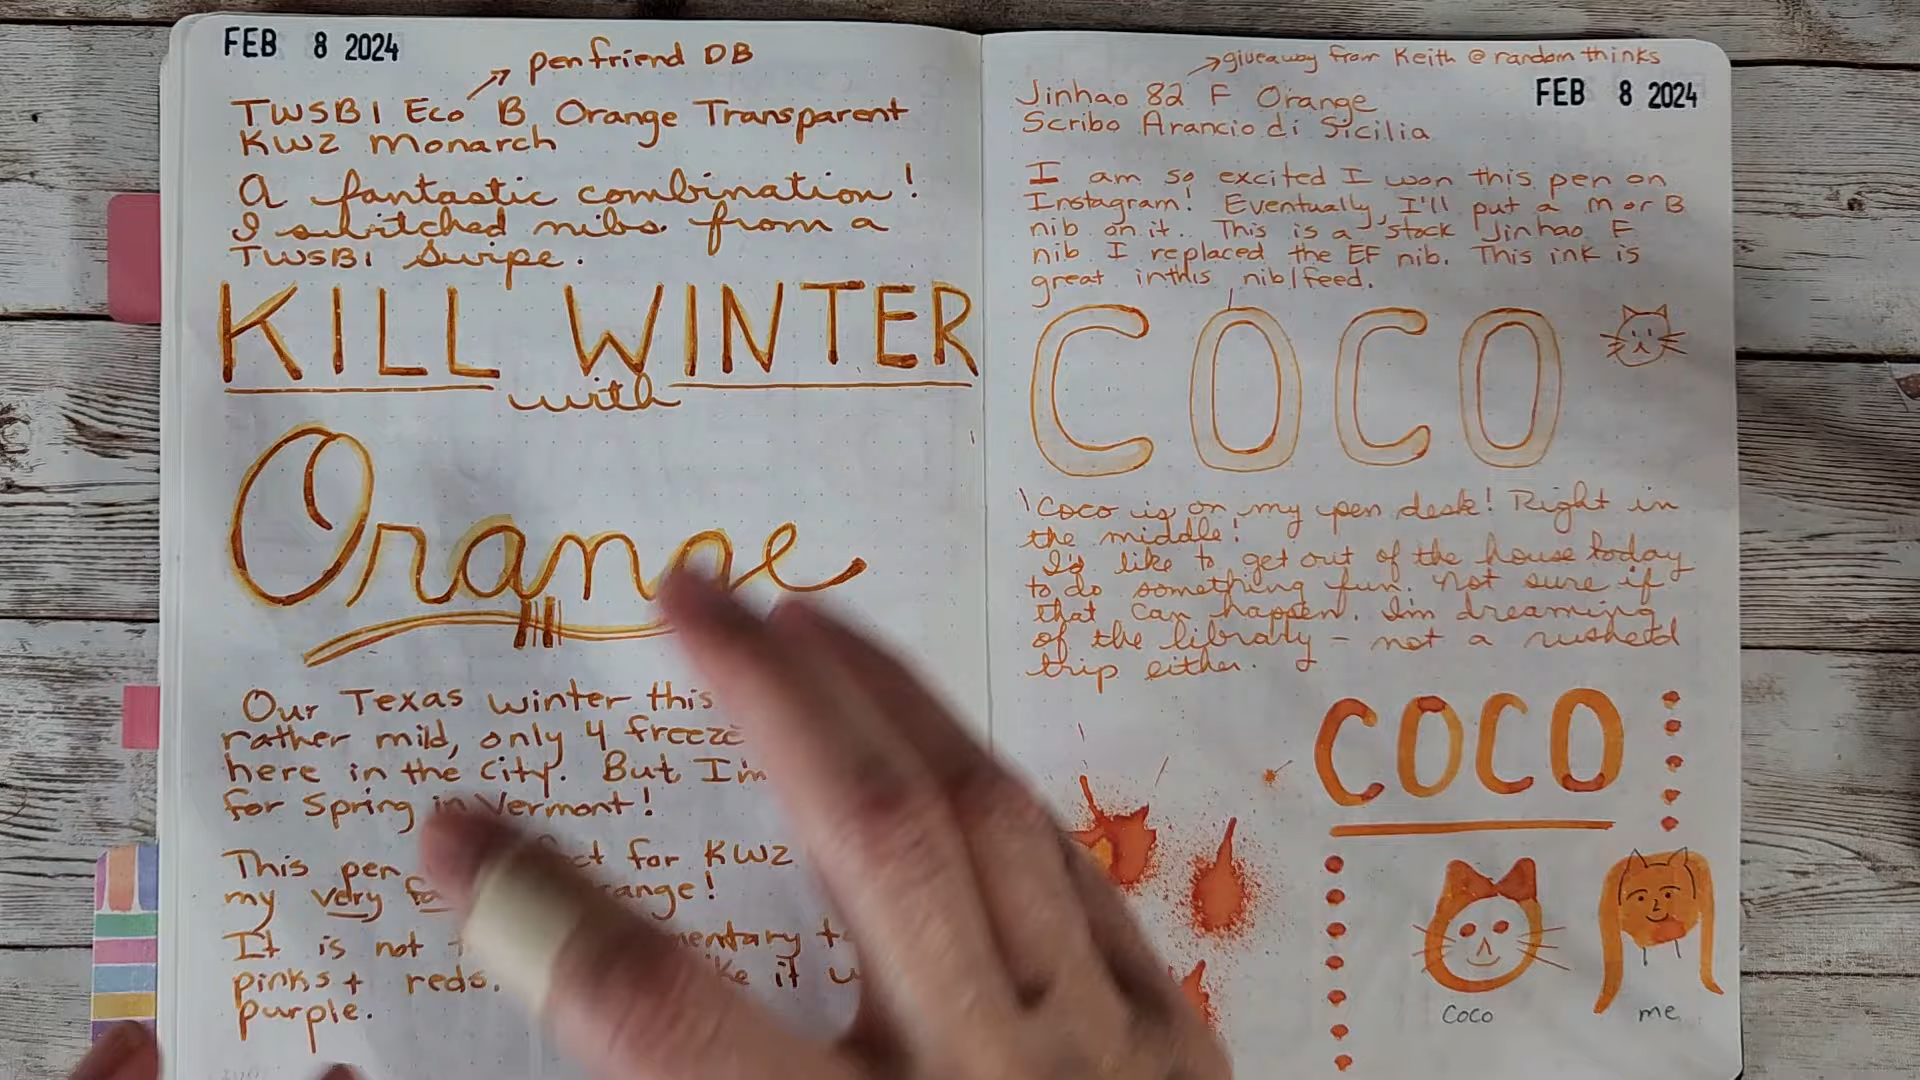 FEB 8 2024
penfriend DB
TWSBI Eco B Orange Transparent
KWZ Monarch
A fantastic combination!
I switched nibs from a
TWSBI Swipe.
KILL WINTER
with
Orange
Our Texas winter this
rather mild, only 4 freeze
here in the city. But I'm
for Spring in Vermont!
This pen for KWZ
my very
It is not
pinks + reds. it
purple.
giveaway from Keith @ random thinks
Jinhao 82 F Orange
FEB 8 2024
Scribo Arancio di Sicilia
I am so excited I won this pen on
Instagram! Eventually, I'll put a M or B
nib on it. This is a stock Jinhao F
nib I replaced the EF nib. This ink is
great in this nib/feed.
COCO
Coco is on my pen desk! Right in
the middle!
I'd like to get out of the house today
to do something fun. Not sure if
that can happen. I'm dreaming
of the library - not a rushed
trip either.
COCO
Coco
me